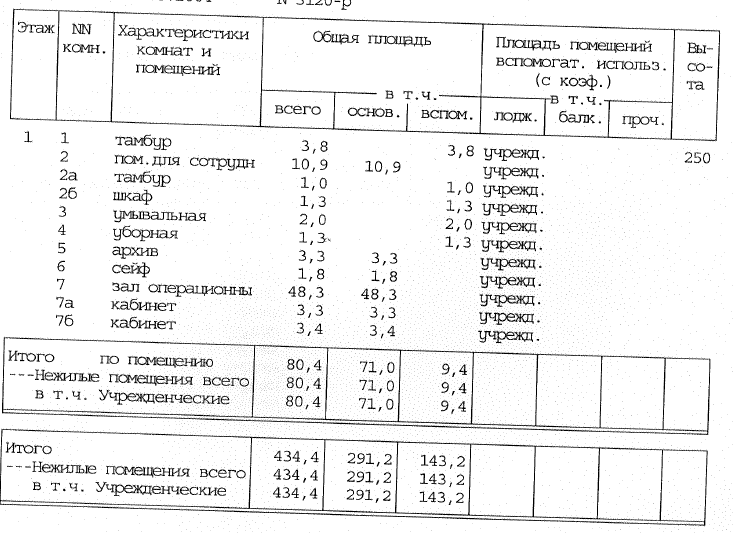 N 3120-р
Этаж NN Характеристики Общая площадь Площадь помещений Вы-
комн. комнат и вспомогат. использ. со-
помещений (с коэф.) та
в т.ч. в т.ч.
всего основ. вспом. лодж. балк. проч.
1 1 тамбур 3,8 3,8 учрежд. 250
2 пом.для сотрудн 10,9 10,9 учрежд.
2а тамбур 1,0 1,0 учрежд.
2б шкаф 1,3 1,3 учрежд.
3 умывальная 2,0 2,0 учрежд.
4 уборная 1,3 1,3 учрежд.
5 архив 3,3 3,3 учрежд.
6 сейф 1,8 1,8 учрежд.
7 зал операционны 48,3 48,3 учрежд.
7а кабинет 3,3 3,3 учрежд.
7б кабинет 3,4 3,4 учрежд.
Итого по помещению 80,4 71,0 9,4
---Нежилые помещения всего 80,4 71,0 9,4
в т.ч. Учрежденческие 80,4 71,0 9,4
Итого 434,4 291,2 143,2
---Нежилые помещения всего 434,4 291,2 143,2
в т.ч. Учрежденческие 434,4 291,2 143,2